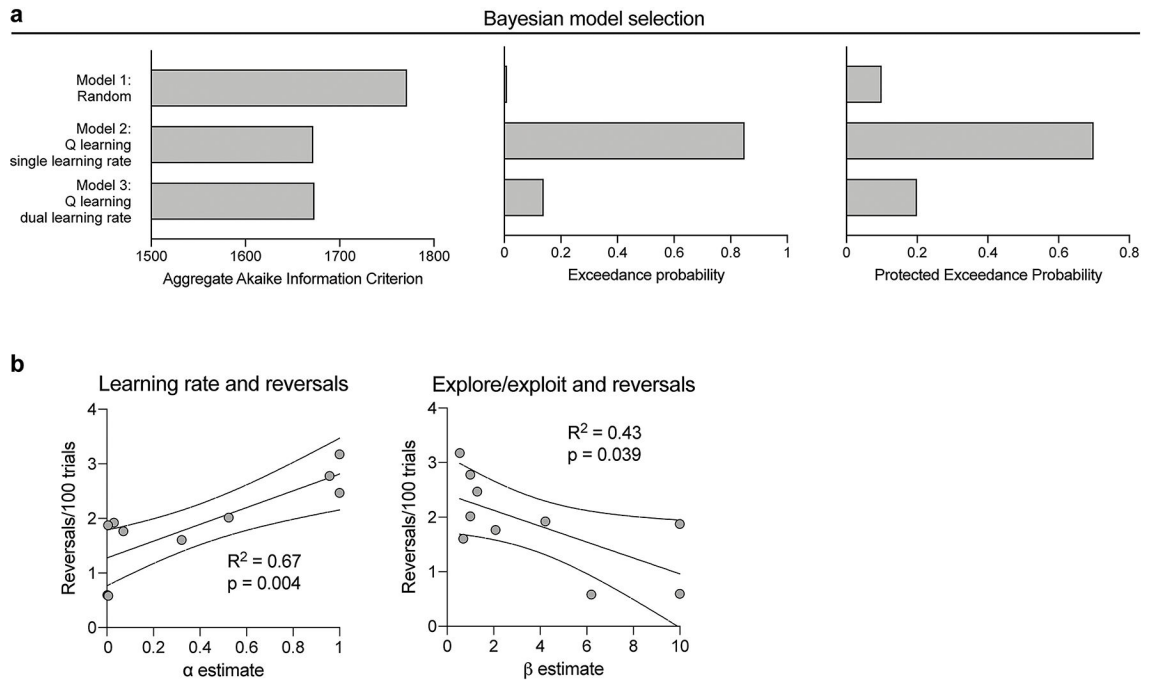 a
Bayesian model selection
Model 1:
Random
Model 2:
Q learning
single learning rate
Model 3:
Q learning
dual learning rate
1500 1600 1700 1800
Aggregate Akaike Information Criterion
0 0.2 0.4 0.6 0.8 1
Exceedance probability
0 0.2 0.4 0.6 0.8
Protected Exceedance Probability
b
Learning rate and reversals
Reversals/100 trials
4
3
2
1
0
R² = 0.67
p = 0.004
0 0.2 0.4 0.6 0.8 1
α estimate
Explore/exploit and reversals
Reversals/100 trials
4
3
2
1
0
R² = 0.43
p = 0.039
0 2 4 6 8 10
β estimate